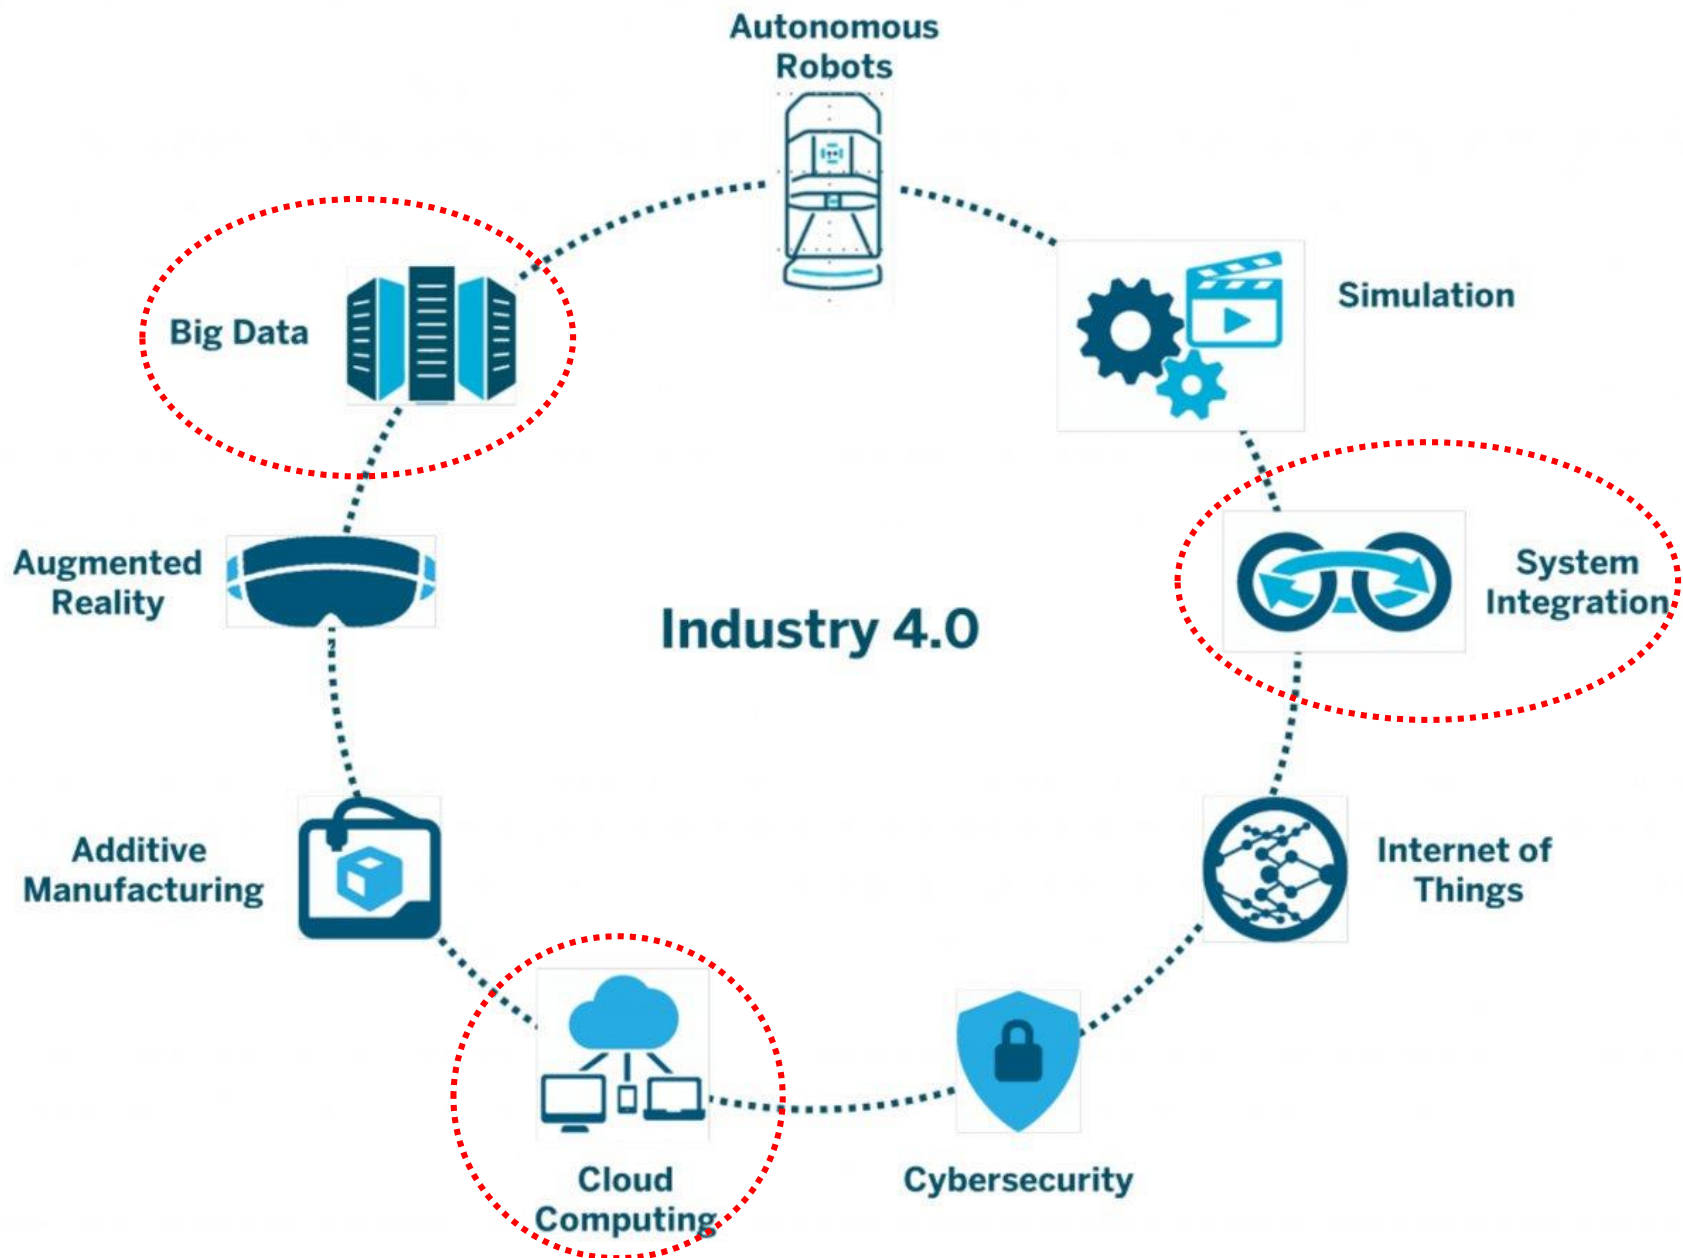 Autonomous
Robots
Big Data
Simulation
Augmented
Reality
Industry 4.0
System
Integration
Additive
Manufacturing
Internet of
Things
Cloud
Computing
Cybersecurity